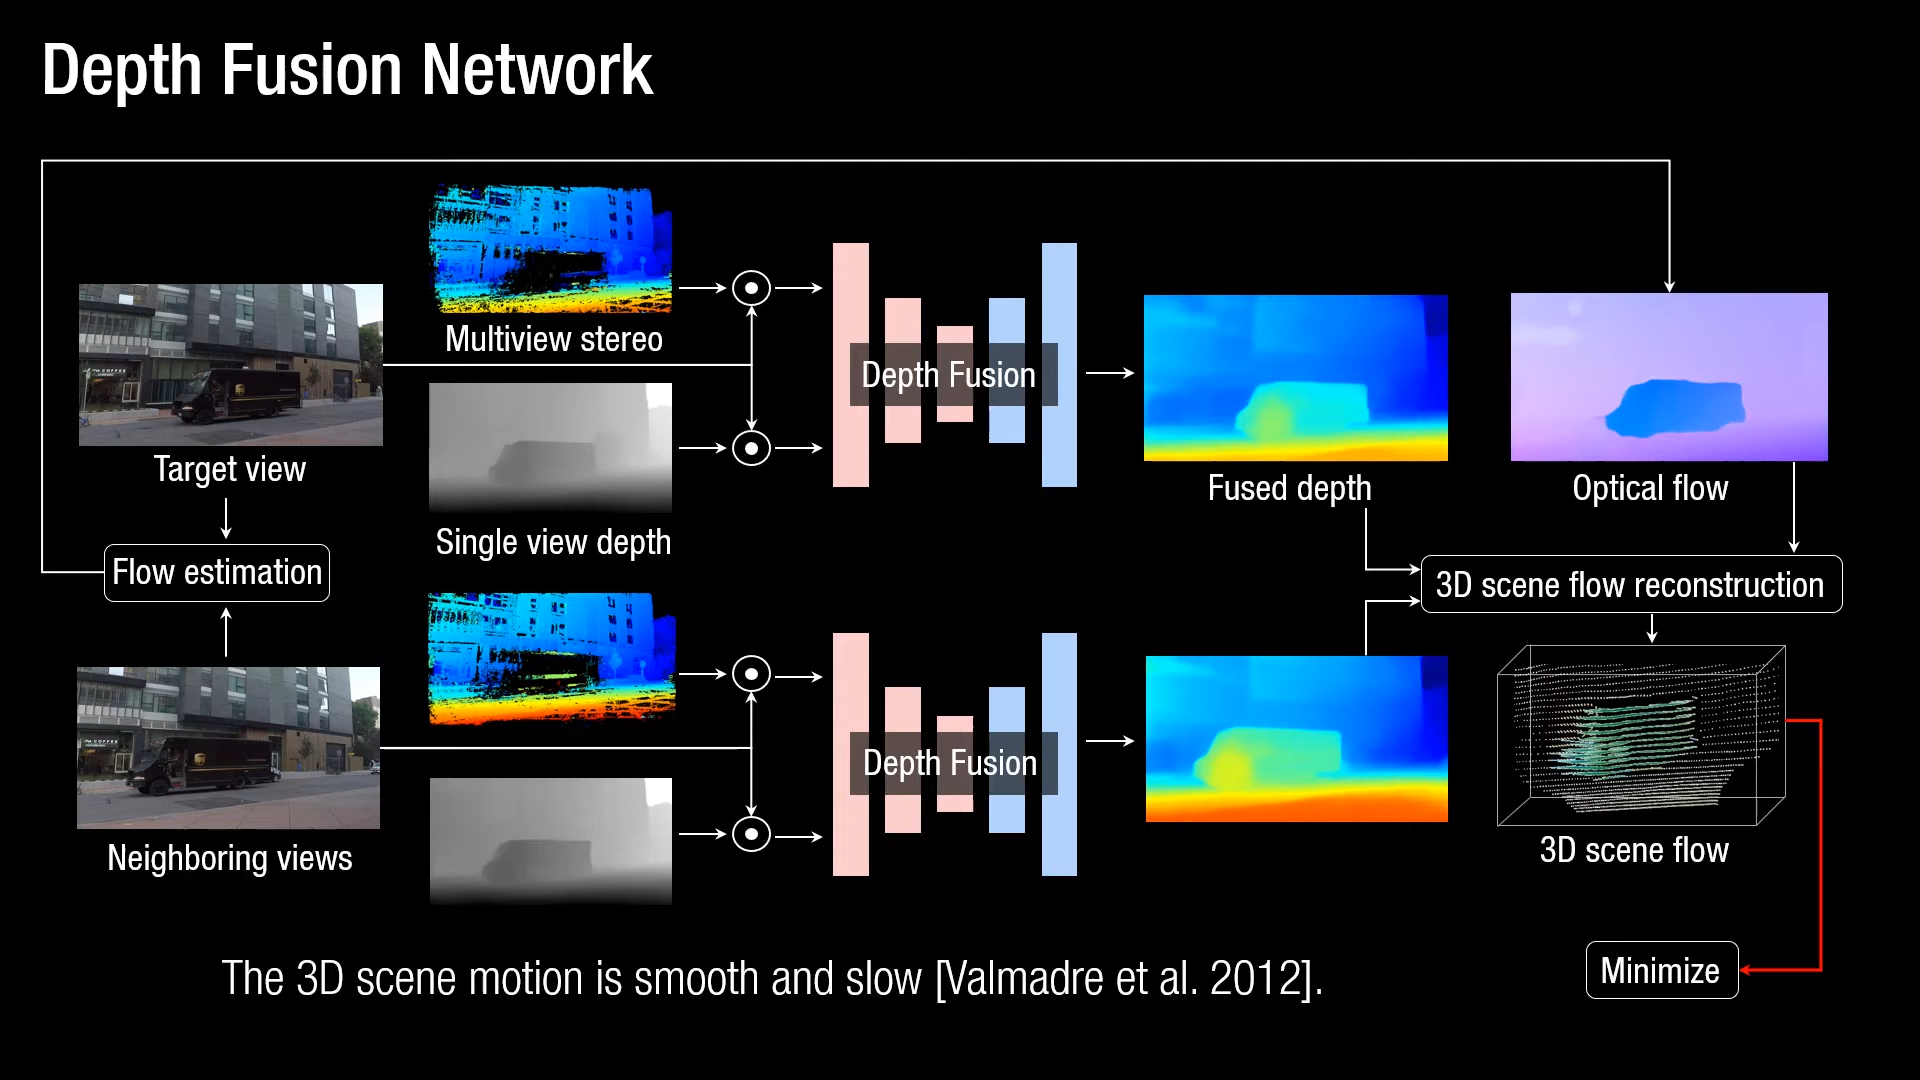 Depth Fusion Network
Multiview stereo
Target view
Single view depth
Depth Fusion
Fused depth
Optical flow
Flow estimation
3D scene flow reconstruction
Neighboring views
Depth Fusion
3D scene flow
The 3D scene motion is smooth and slow [Valmadre et al. 2012].
Minimize